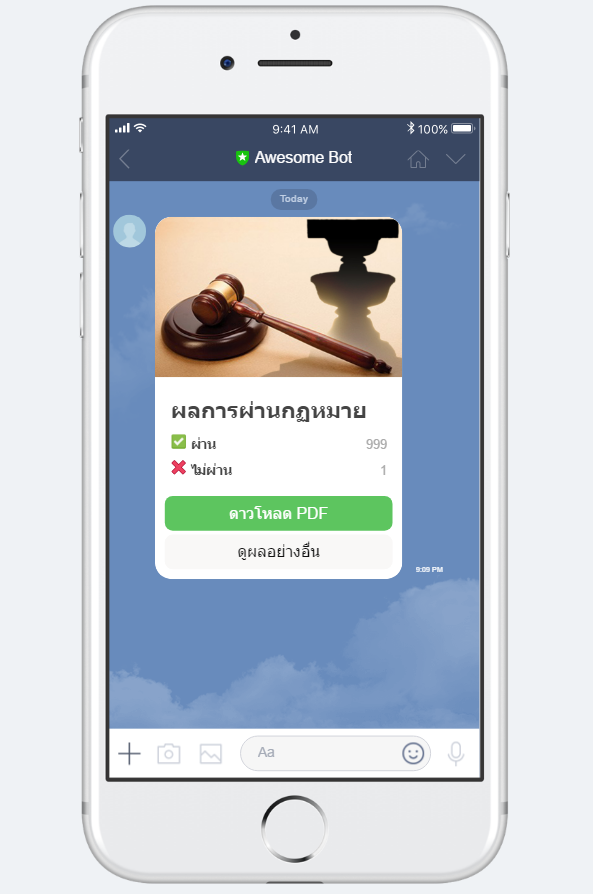 9:41 AM
100%
Awesome Bot
Today
ผลการผ่านกฏหมาย
ผ่าน 999
ไม่ผ่าน 1
ดาวโหลด PDF
ดูผลอย่างอื่น
9:09 PM
Aa